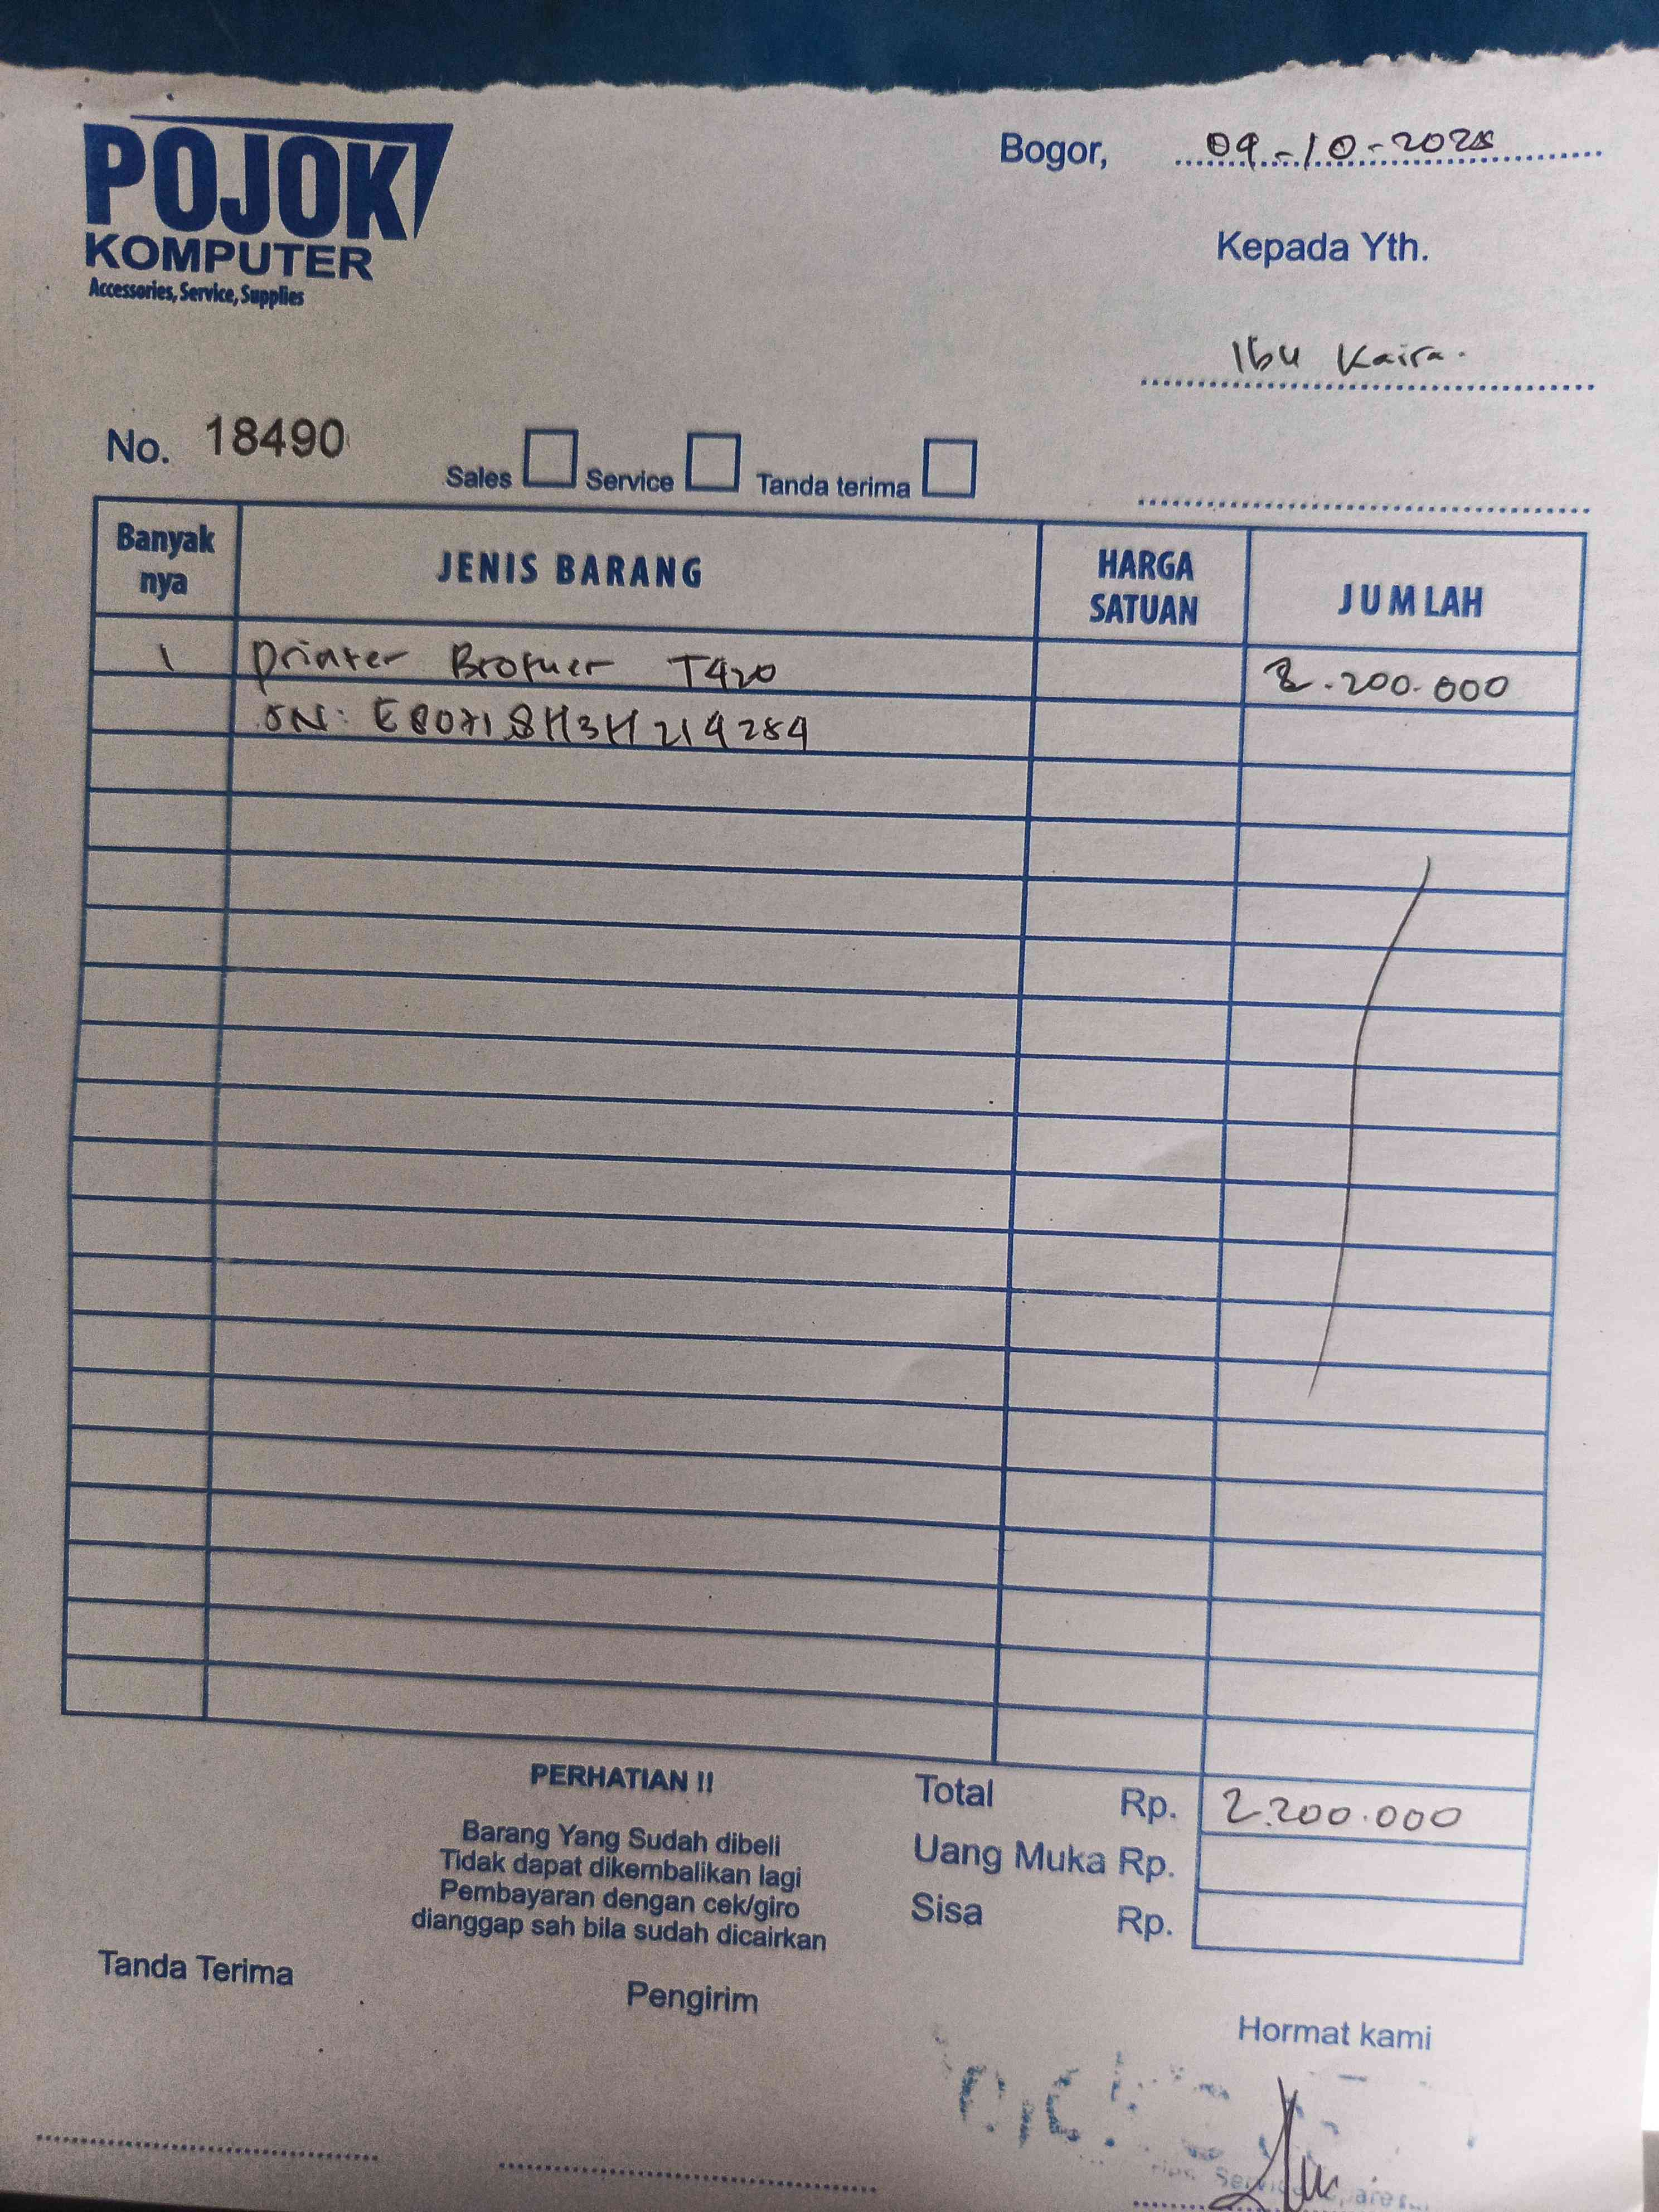 POJOK
KOMPUTER
Accessories, Service, Supplies
Bogor, 09-10-2025
Kepada Yth.
Ibu Kaira.
No. 18490
Sales Service Tanda terima
Banyak nya JENIS BARANG HARGA SATUAN JUMLAH
1 Printer Brother T420 2.200.000
SN: E80718H3H219289
PERHATIAN !!
Barang Yang Sudah dibeli
Tidak dapat dikembalikan lagi
Pembayaran dengan cek/giro
dianggap sah bila sudah dicairkan
Total Rp. 2.200.000
Uang Muka Rp.
Sisa Rp.
Tanda Terima
Pengirim
Hormat kami